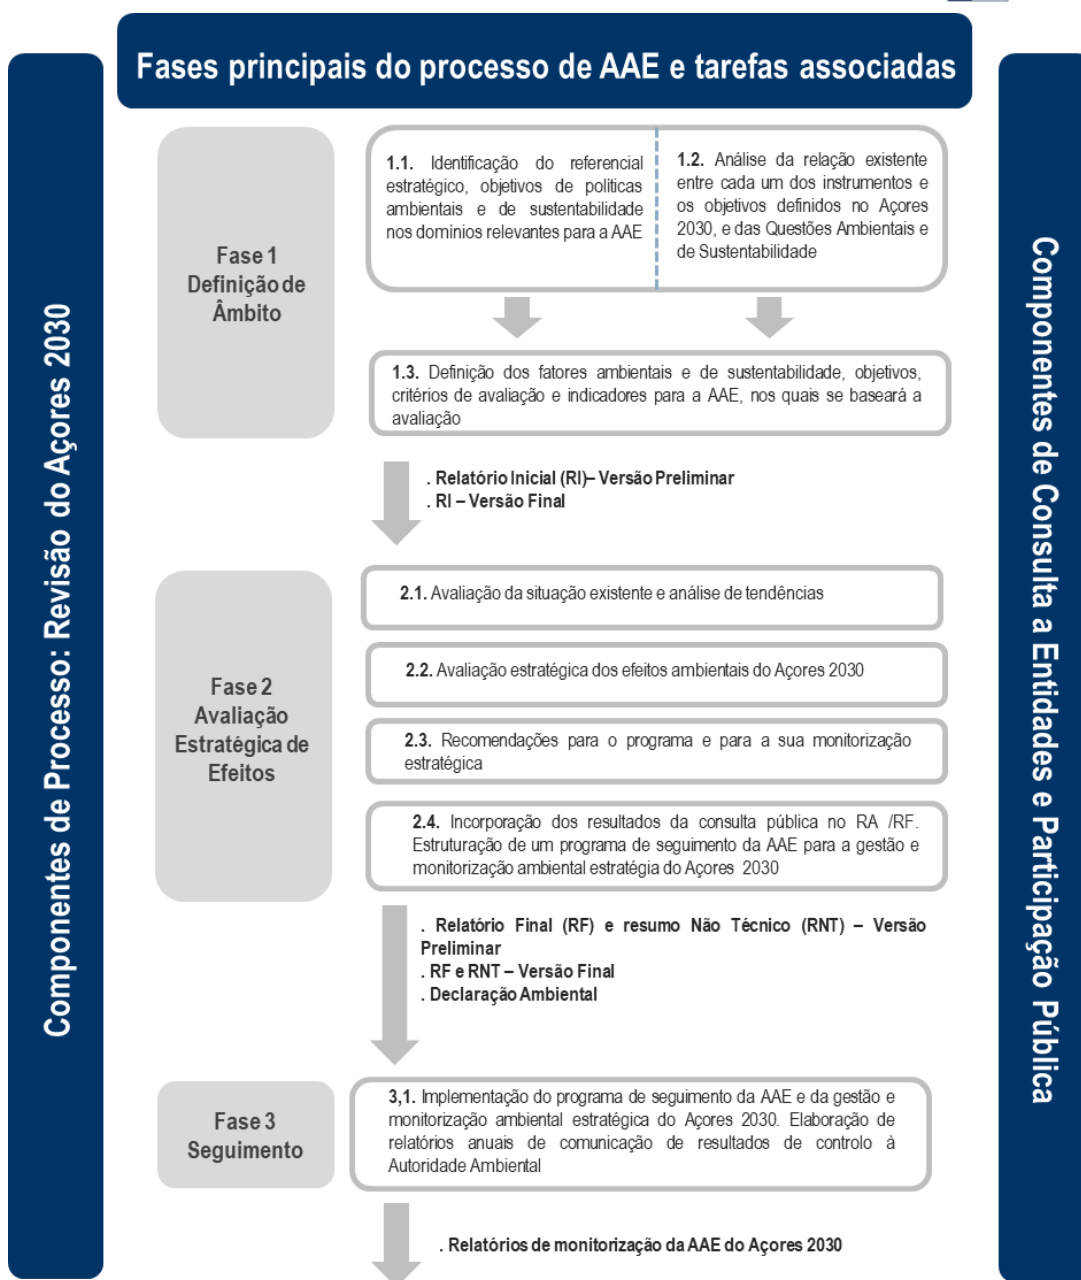 Fases principais do processo de AAE e tarefas associadas
Componentes de Processo: Revisão do Açores 2030
Fase 1
Definição de
Âmbito
1.1. Identificação do referencial
estratégico, objetivos de políticas
ambientais e de sustentabilidade
nos domínios relevantes para a AAE
1.2. Análise da relação existente
entre cada um dos instrumentos e
os objetivos definidos no Açores
2030, e das Questões Ambientais e
de Sustentabilidade
1.3. Definição dos fatores ambientais e de sustentabilidade, objetivos,
critérios de avaliação e indicadores para a AAE, nos quais se baseará a
avaliação
. Relatório Inicial (RI)– Versão Preliminar
. RI – Versão Final
Fase 2
Avaliação
Estratégica de
Efeitos
2.1. Avaliação da situação existente e análise de tendências
2.2. Avaliação estratégica dos efeitos ambientais do Açores 2030
2.3. Recomendações para o programa e para a sua monitorização
estratégica
2.4. Incorporação dos resultados da consulta pública no RA /RF.
Estruturação de um programa de seguimento da AAE para a gestão e
monitorização ambiental estratégia do Açores 2030
. Relatório Final (RF) e resumo Não Técnico (RNT) – Versão
Preliminar
. RF e RNT – Versão Final
. Declaração Ambiental
Fase 3
Seguimento
3,1. Implementação do programa de seguimento da AAE e da gestão e
monitorização ambiental estratégica do Açores 2030. Elaboração de
relatórios anuais de comunicação de resultados de controlo à
Autoridade Ambiental
. Relatórios de monitorização da AAE do Açores 2030
Componentes de Consulta a Entidades e Participação Pública